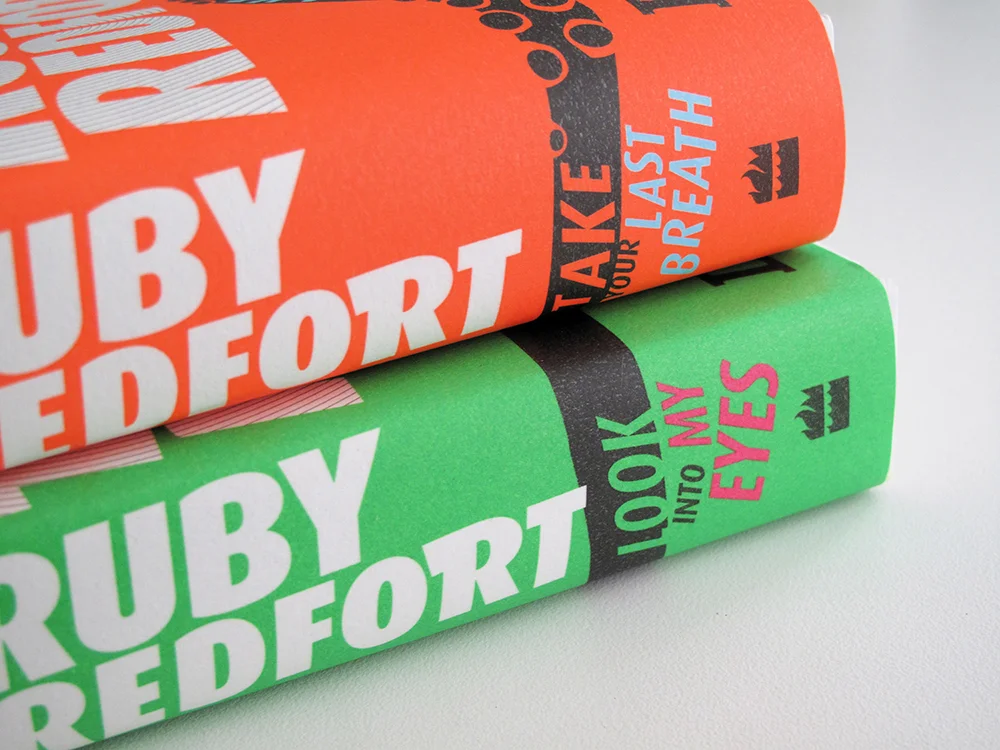 RUBY
REDFORT
TAKE
YOUR LAST
BREATH
RUBY
REDFORT
LOOK
INTO MY
EYES